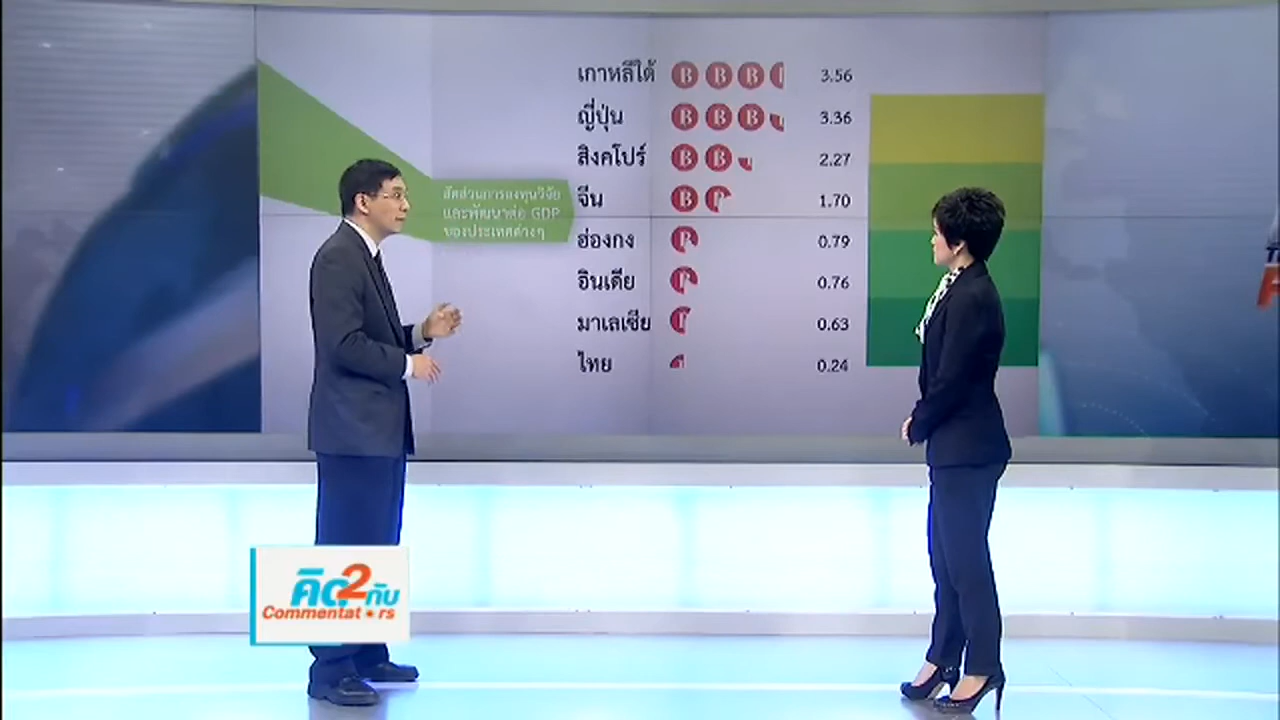 เกาหลีใต้ 3.56
ญี่ปุ่น 3.36
สิงคโปร์ 2.27
จีน 1.70
ฮ่องกง 0.79
อินเดีย 0.76
มาเลเซีย 0.63
ไทย 0.24
สัดส่วนการลงทุนวิจัย
และพัฒนาต่อ GDP
ของประเทศต่างๆ
คิด2กับ
Commentators